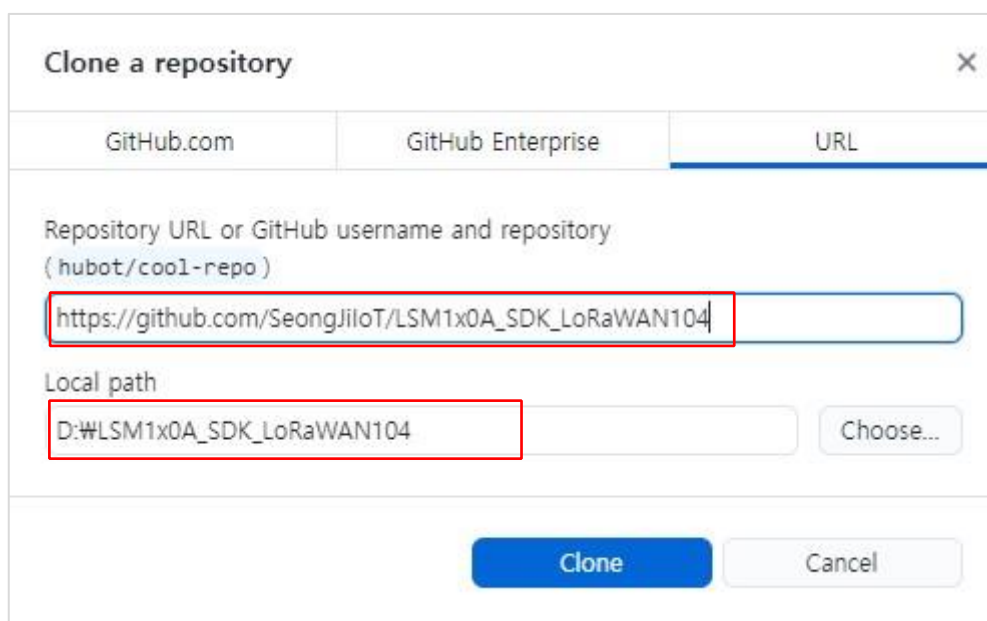 Clone a repository ×
GitHub.com GitHub Enterprise URL
Repository URL or GitHub username and repository
(hubot/cool-repo)
https://github.com/SeongJiIoT/LSM1x0A_SDK_LoRaWAN104
Local path
D:₩LSM1x0A_SDK_LoRaWAN104 Choose...
Clone Cancel